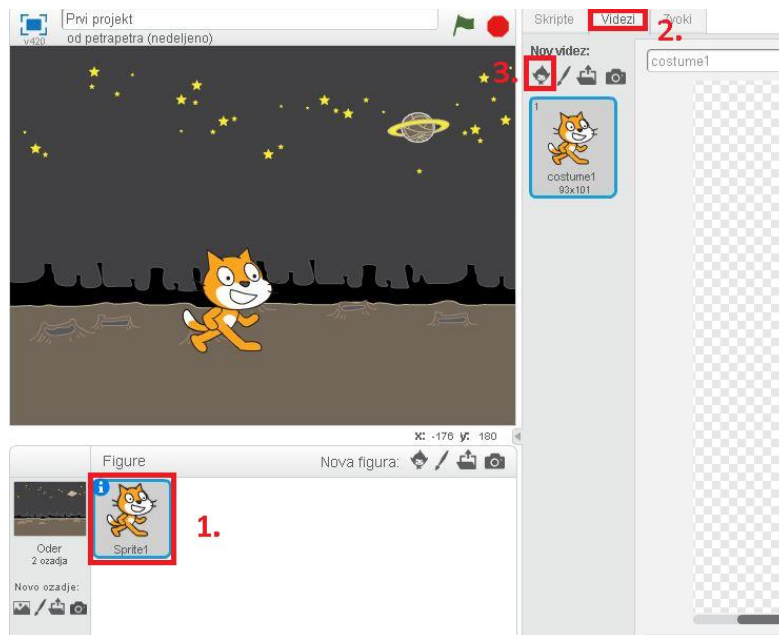 Prvi projekt
v420
od petrapetra (nedeljeno)
Skripte
Videzi
Zvoki
2.
Nov videz:
3.
costume1
1
costume1
93x101
x: -176 y: 180
Figure
Nova figura:
1.
Oder
2 ozadja
Sprite1
Novo ozadje: